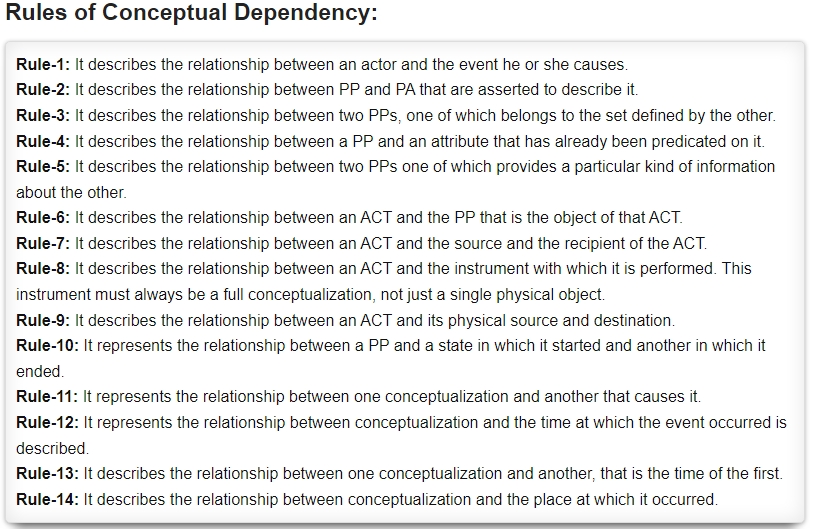 Rules of Conceptual Dependency:
Rule-1: It describes the relationship between an actor and the event he or she causes.
Rule-2: It describes the relationship between PP and PA that are asserted to describe it.
Rule-3: It describes the relationship between two PPs, one of which belongs to the set defined by the other.
Rule-4: It describes the relationship between a PP and an attribute that has already been predicated on it.
Rule-5: It describes the relationship between two PPs one of which provides a particular kind of information
about the other.
Rule-6: It describes the relationship between an ACT and the PP that is the object of that ACT.
Rule-7: It describes the relationship between an ACT and the source and the recipient of the ACT.
Rule-8: It describes the relationship between an ACT and the instrument with which it is performed. This
instrument must always be a full conceptualization, not just a single physical object.
Rule-9: It describes the relationship between an ACT and its physical source and destination.
Rule-10: It represents the relationship between a PP and a state in which it started and another in which it
ended.
Rule-11: It represents the relationship between one conceptualization and another that causes it.
Rule-12: It represents the relationship between conceptualization and the time at which the event occurred is
described.
Rule-13: It describes the relationship between one conceptualization and another, that is the time of the first.
Rule-14: It describes the relationship between conceptualization and the place at which it occurred.